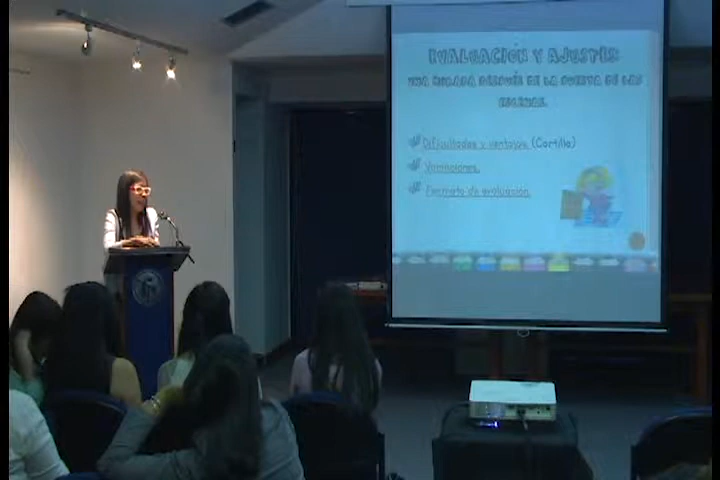 EVALUACIÓN Y AJUSTES
UNA MIRADA DESPUÉS DE LA PUESTA DE LAS
Dificultades y ventajas. (Cartilla)
Variaciones.
Formato de evaluación.